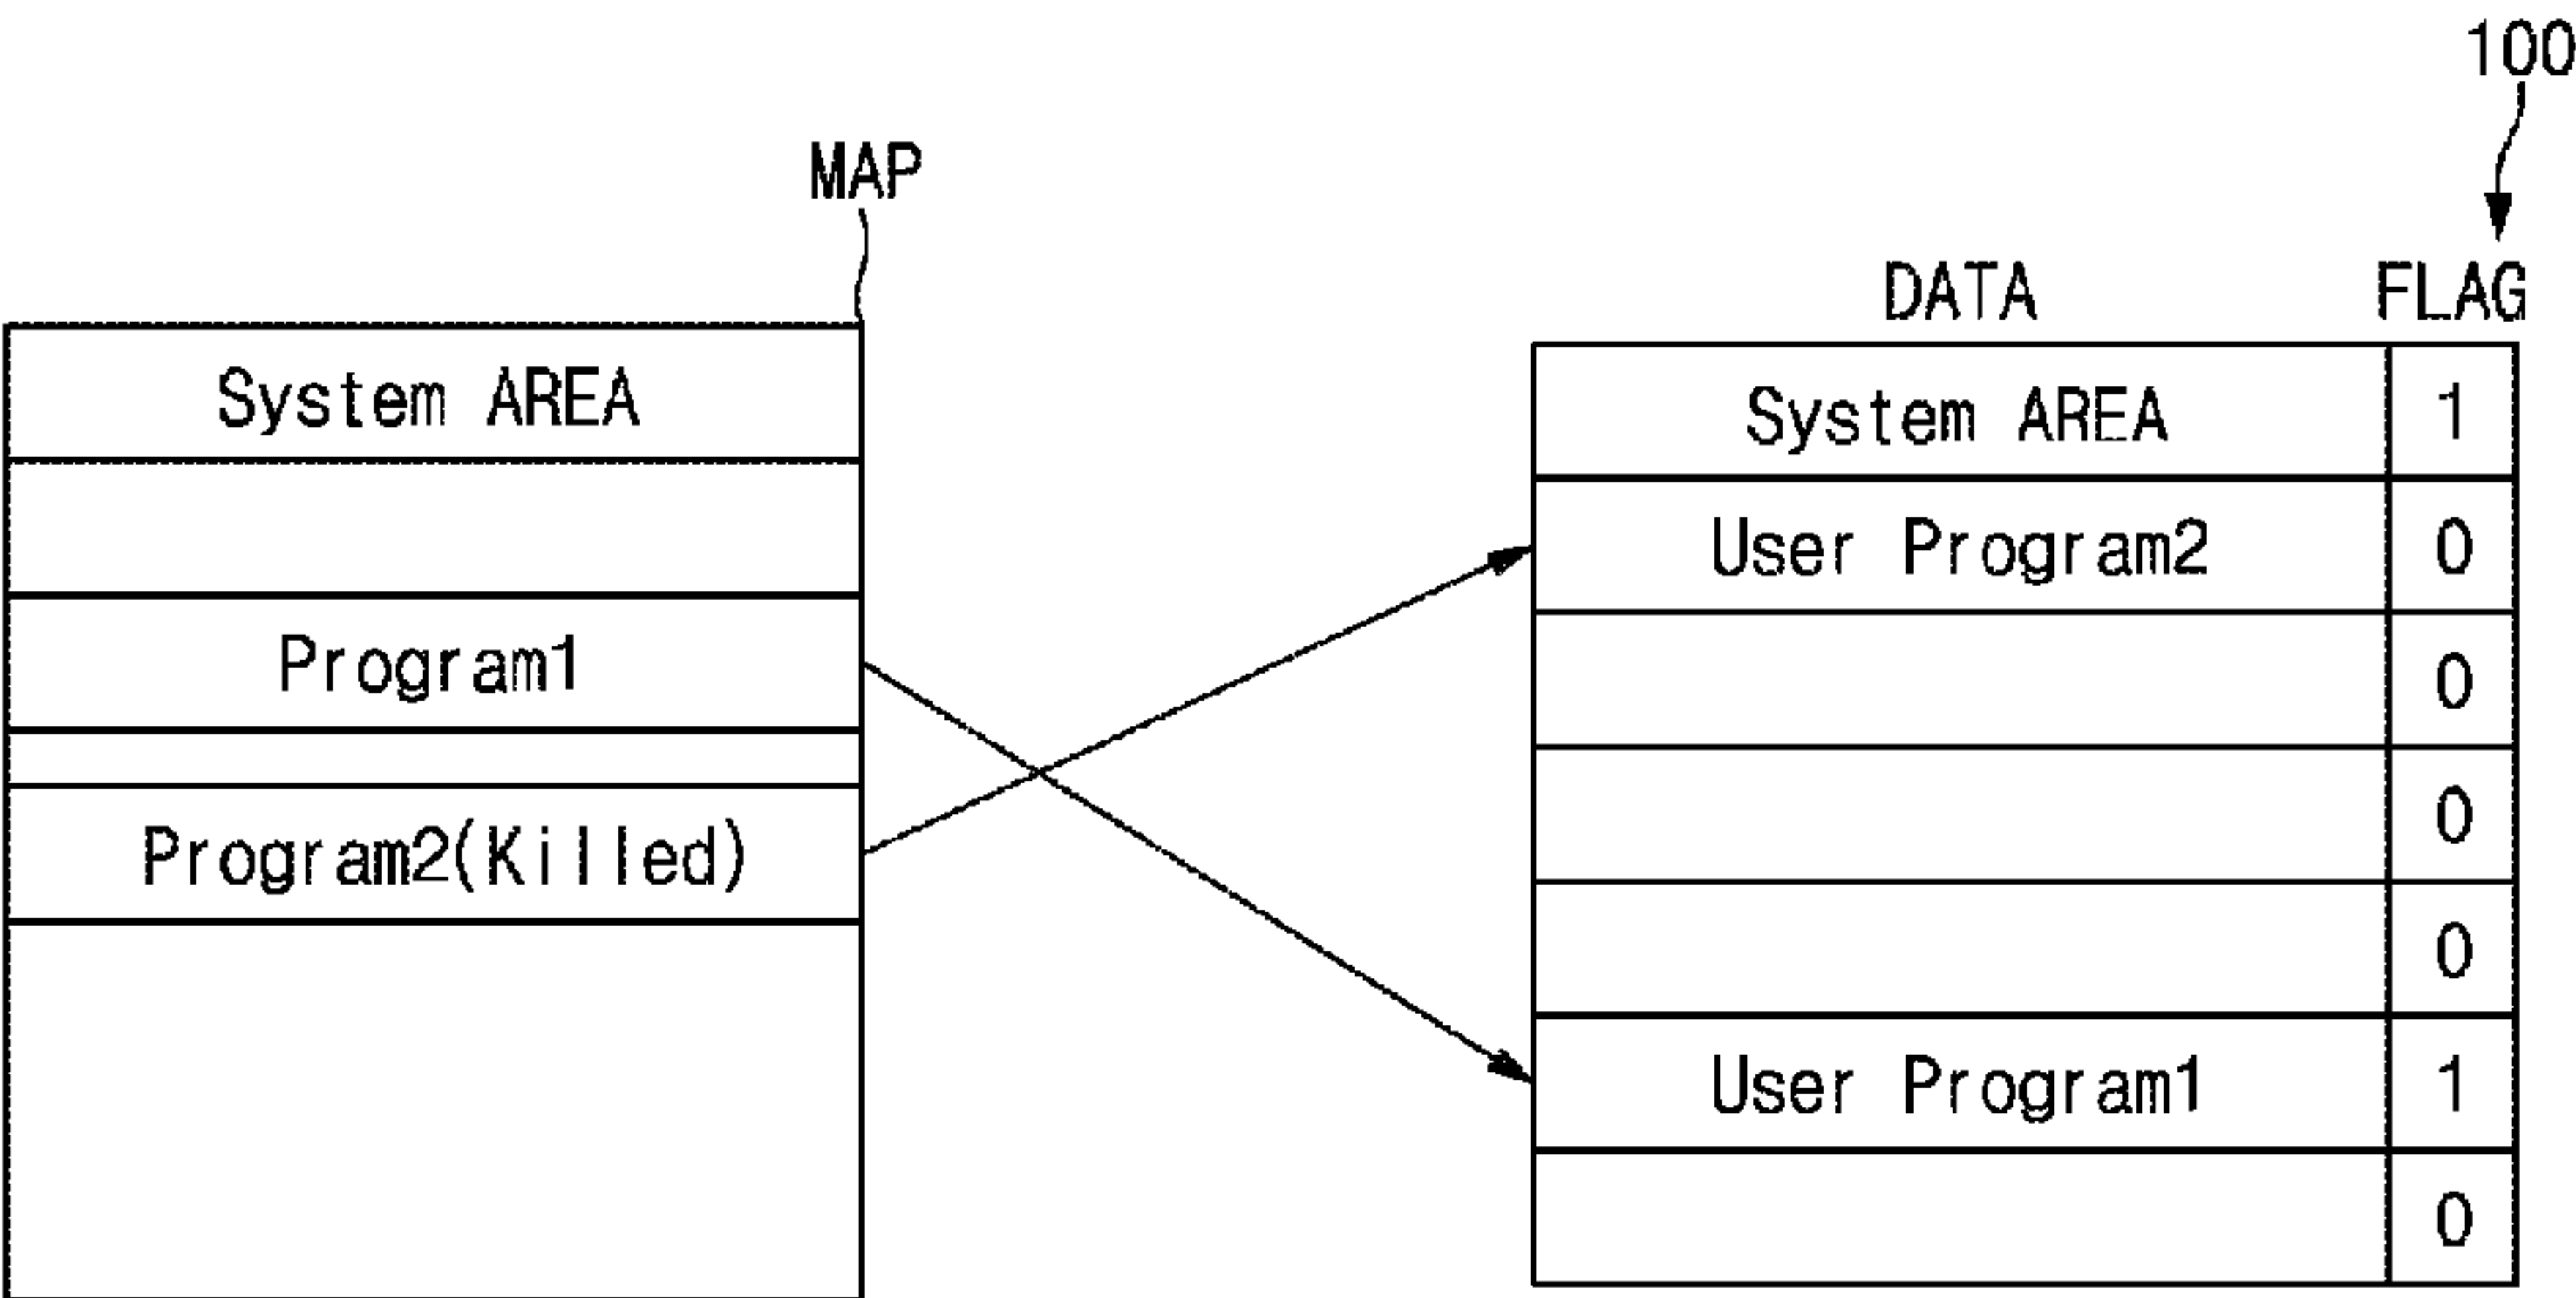 100
MAP
DATA FLAG
System AREA
Program1
Program2(Killed)
System AREA 1
User Program2 0
0
0
0
User Program1 1
0